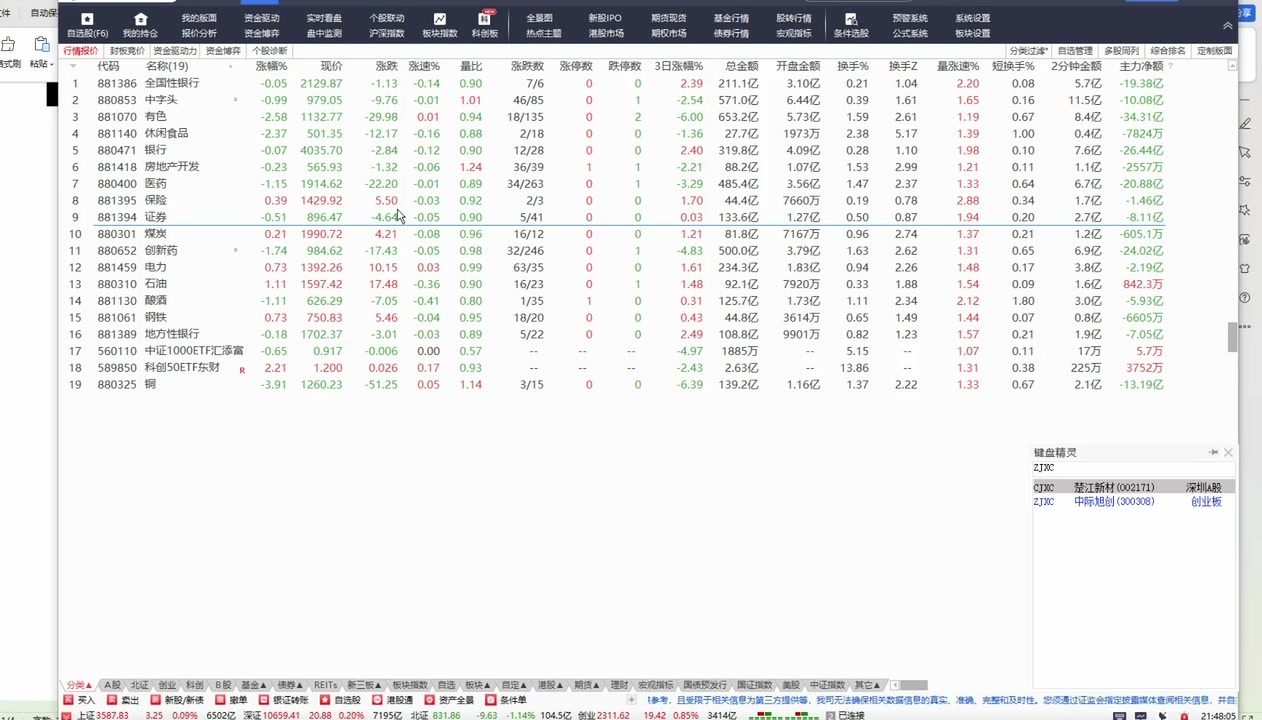 我的版面 资金驱动 实时看盘 个股联动 全景图 新股IPO 期货现货 基金行情 股转行情 预警系统 系统设置
自选股(F6) 我的持仓 报价分析 资金博弈 盘中监测 沪深指数 板块指数 科创板 热点主题 港股市场 期权市场 债券行情 宏观指标 条件选股 公式系统 板块设置
行情报价 封板竞价 资金驱动力 资金博弈 个股诊断 分类过滤* 自选管理 多股同列 综合排名 定制版面
代码 名称(19) 涨幅% 现价 涨跌 涨速% 量比 涨跌数 涨停数 跌停数 3日涨幅% 总金额 开盘金额 换手% 换手Z 量涨速% 短换手% 2分钟金额 主力净额
1 881386 全国性银行 -0.05 2129.87 -1.13 -0.14 0.90 7/6 0 0 2.39 211.1亿 3.10亿 0.21 1.04 2.20 0.08 5.7亿 -19.38亿
2 880853 中字头 -0.99 979.05 -9.76 -0.01 1.01 46/85 0 1 -2.54 571.0亿 6.44亿 0.39 1.61 1.65 0.16 11.5亿 -10.08亿
3 881070 有色 -2.58 1132.77 -29.98 0.01 0.94 18/135 0 2 -6.00 653.2亿 5.73亿 1.59 2.61 1.19 0.67 8.4亿 -34.31亿
4 881140 休闲食品 -2.37 501.35 -12.17 -0.16 0.88 2/18 0 0 -1.36 27.7亿 1973万 2.38 5.17 1.39 1.00 0.4亿 -7824万
5 880471 银行 -0.07 4035.70 -2.84 -0.12 0.90 12/28 0 0 2.40 319.8亿 4.09亿 0.28 1.10 1.98 0.10 7.6亿 -26.44亿
6 881418 房地产开发 -0.23 565.93 -1.32 -0.06 1.24 36/39 1 1 -2.21 88.2亿 1.07亿 1.53 2.99 1.21 0.11 1.1亿 -2557万
7 880400 医药 -1.15 1914.62 -22.20 -0.01 0.89 34/263 0 1 -3.29 485.4亿 3.56亿 1.47 2.37 1.33 0.64 6.7亿 -20.88亿
8 881395 保险 0.39 1429.92 5.50 -0.03 0.92 2/3 0 0 1.70 44.4亿 7660万 0.19 0.78 2.88 0.34 1.7亿 -1.46亿
9 881394 证券 -0.51 896.47 -4.64 -0.05 0.90 5/41 0 0 0.03 133.6亿 1.27亿 0.50 0.87 1.94 0.20 2.7亿 -8.11亿
10 880301 煤炭 0.21 1990.72 4.21 -0.08 0.96 16/12 0 0 1.21 81.8亿 7167万 0.96 2.74 1.37 0.21 1.2亿 -605.1万
11 880652 创新药 -1.74 984.62 -17.43 -0.05 0.98 32/246 0 1 -4.83 500.0亿 3.79亿 1.63 2.62 1.31 0.65 6.9亿 -24.02亿
12 881459 电力 0.73 1392.26 10.15 0.03 0.99 63/35 0 0 1.61 234.3亿 1.83亿 0.94 2.26 1.48 0.17 3.8亿 -2.19亿
13 880310 石油 1.11 1597.42 17.48 -0.36 0.90 16/23 0 1 1.48 92.1亿 7920万 0.33 1.88 1.54 0.09 1.6亿 842.3万
14 881130 酿酒 -1.11 626.29 -7.05 -0.41 0.80 1/35 1 0 0.31 125.7亿 1.73亿 1.11 2.34 2.12 1.80 3.0亿 -5.93亿
15 881061 钢铁 0.73 750.83 5.46 -0.04 0.95 18/20 0 0 0.43 44.8亿 3614万 0.65 1.49 1.44 0.07 0.8亿 -6605万
16 881389 地方性银行 -0.18 1702.37 -3.01 -0.03 0.89 5/22 0 0 2.49 108.8亿 9901万 0.82 1.23 1.57 0.21 1.9亿 -7.05亿
17 560110 中证1000ETF汇添富 -0.65 0.917 -0.006 0.00 0.57 -- -- -- -4.97 1885万 -- 5.15 -- 1.07 0.11 17万 5.7万
18 589850 科创50ETF东财 R 2.21 1.200 0.026 0.17 0.93 -- -- -- -2.43 2.63亿 -- 13.86 -- 1.31 0.38 225万 3752万
19 880325 铜 -3.91 1260.23 -51.25 0.05 1.14 3/15 0 0 -6.39 139.2亿 1.16亿 1.37 2.22 1.33 0.67 2.1亿 -13.19亿
键盘精灵
ZJXC
CJXC 楚江新材(002171) 深圳A股
ZJXC 中际旭创(300308) 创业板
分类▲ A股 北证 创业 科创 B股 基金▲ 债券▲ REITs 新三板▲ 板块指数 自选 板块▲ 自定▲ 港股▲ 期货▲ 理财 宏观指标 国债预发行 国证指数 美股 中证指数 其它▲
买入 卖出 新股/新债 撤单 银证转账 自选股 港股通 资产全景 条件单 参考，且受限于相关信息的真实、准确、完整和及时性。您须通过证监会指定披露媒体查阅相关信息，并自
上证3587.83 3.25 0.09% 6502亿 深证10659.41 20.88 0.20% 7195亿 北证 831.86 -9.63 -1.14% 104.5亿 创业2311.62 19.42 0.85% 3414亿 已连接 21:48:05
自动保
粘贴